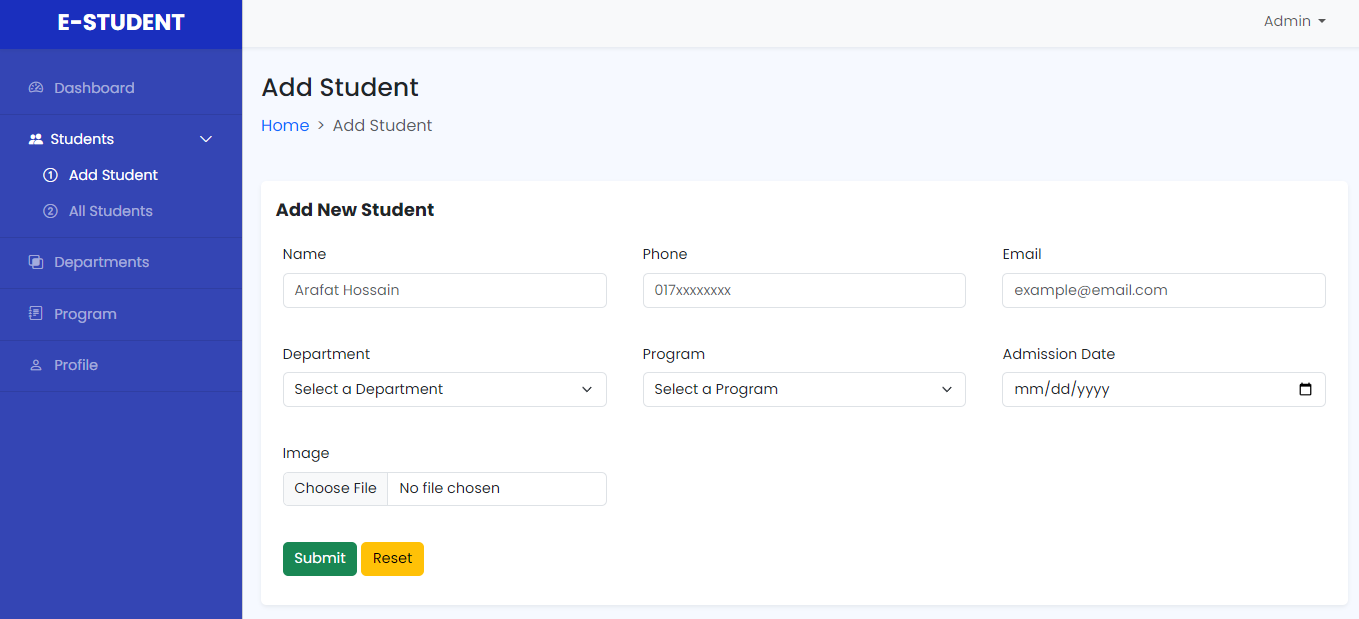 E-STUDENT
Admin
Dashboard
Students
1 Add Student
2 All Students
Departments
Program
Profile
Add Student
Home > Add Student
Add New Student
Name Phone Email
Arafat Hossain 017xxxxxxxx example@email.com
Department Program Admission Date
Select a Department Select a Program mm/dd/yyyy
Image
Choose File No file chosen
Submit Reset